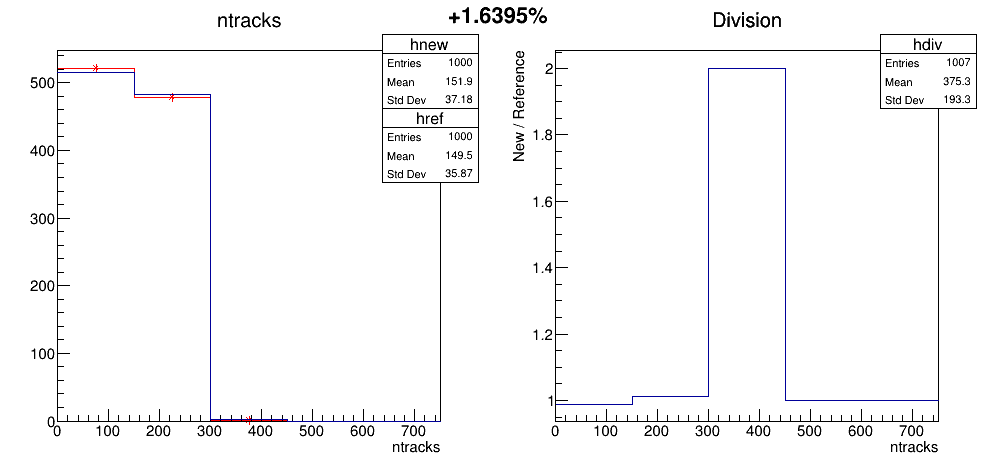 +1.6395%
ntracks
hnew
Entries 1000
Mean 151.9
Std Dev 37.18
href
Entries 1000
Mean 149.5
Std Dev 35.87
500
400
300
200
100
0
0 100 200 300 400 500 600 700
ntracks
Division
hdiv
Entries 1007
Mean 375.3
Std Dev 193.3
New / Reference
2
1.8
1.6
1.4
1.2
1
0 100 200 300 400 500 600 700
ntracks